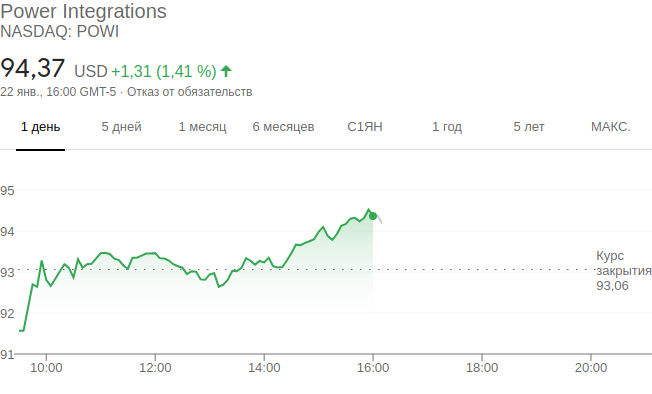 Power Integrations
NASDAQ: POWI
94,37 USD +1,31 (1,41 %)
22 янв., 16:00 GMT-5 · Отказ от обязательств
1 день 5 дней 1 месяц 6 месяцев С1ЯН 1 год 5 лет МАКС.
95
94
93
92
91
Курс
закрытия
93,06
10:00 12:00 14:00 16:00 18:00 20:00